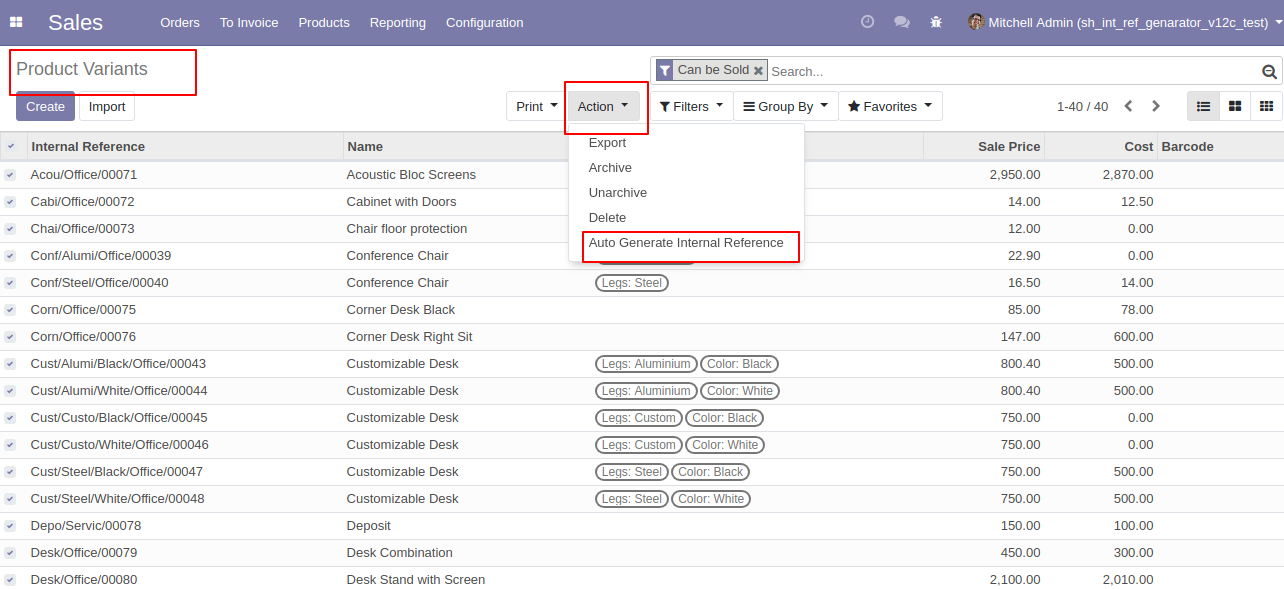 Sales Orders To Invoice Products Reporting Configuration Mitchell Admin (sh_int_ref_genarator_v12c_test)
Product Variants Can be Sold Search...
Create Import Print Action Filters Group By Favorites 1-40 / 40
Internal Reference Name Sale Price Cost Barcode
Export
Archive
Unarchive
Delete
Auto Generate Internal Reference
Acou/Office/00071 Acoustic Bloc Screens 2,950.00 2,870.00
Cabi/Office/00072 Cabinet with Doors 14.00 12.50
Chai/Office/00073 Chair floor protection 12.00 0.00
Conf/Alumi/Office/00039 Conference Chair 22.90 0.00
Conf/Steel/Office/00040 Conference Chair Legs: Steel 16.50 14.00
Corn/Office/00075 Corner Desk Black 85.00 78.00
Corn/Office/00076 Corner Desk Right Sit 147.00 600.00
Cust/Alumi/Black/Office/00043 Customizable Desk Legs: Aluminium Color: Black 800.40 500.00
Cust/Alumi/White/Office/00044 Customizable Desk Legs: Aluminium Color: White 800.40 500.00
Cust/Custo/Black/Office/00045 Customizable Desk Legs: Custom Color: Black 750.00 0.00
Cust/Custo/White/Office/00046 Customizable Desk Legs: Custom Color: White 750.00 0.00
Cust/Steel/Black/Office/00047 Customizable Desk Legs: Steel Color: Black 750.00 500.00
Cust/Steel/White/Office/00048 Customizable Desk Legs: Steel Color: White 750.00 500.00
Depo/Servic/00078 Deposit 150.00 100.00
Desk/Office/00079 Desk Combination 450.00 300.00
Desk/Office/00080 Desk Stand with Screen 2,100.00 2,010.00